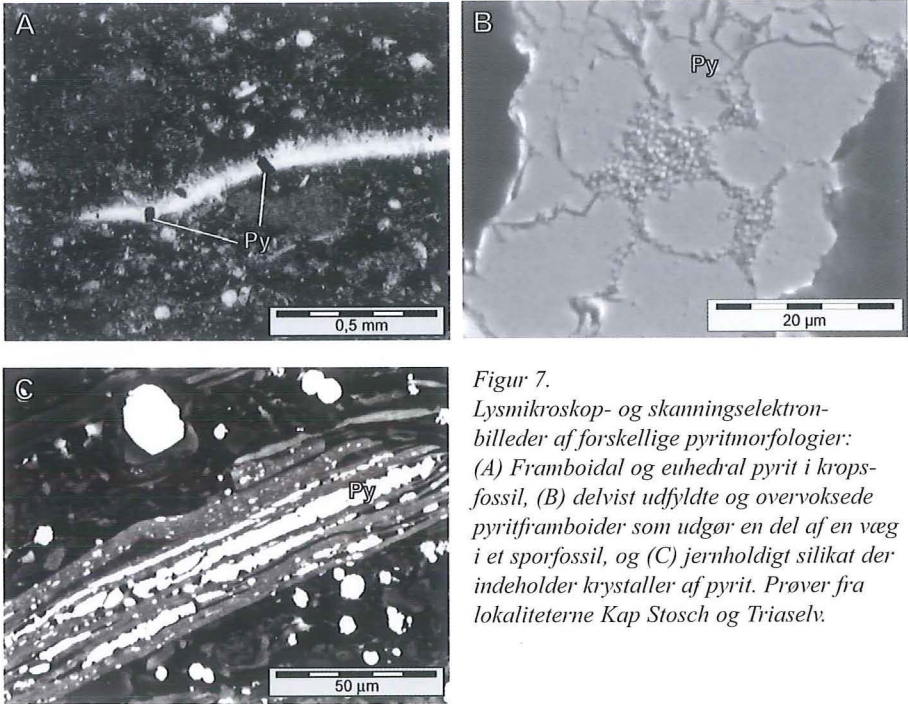 A
Py
0,5 mm
B
Py
20 µm
C
Py
50 µm
Figur 7.
Lysmikroskop- og skanningselektron-
billeder af forskellige pyritmorfologier:
(A) Framboidal og euhedral pyrit i krops-
fossil, (B) delvist udfyldte og overvoksede
pyritframboider som udgør en del af en væg
i et sporfossil, og (C) jernholdigt silikat der
indeholder krystaller af pyrit. Prøver fra
lokaliteterne Kap Stosch og Triaselv.